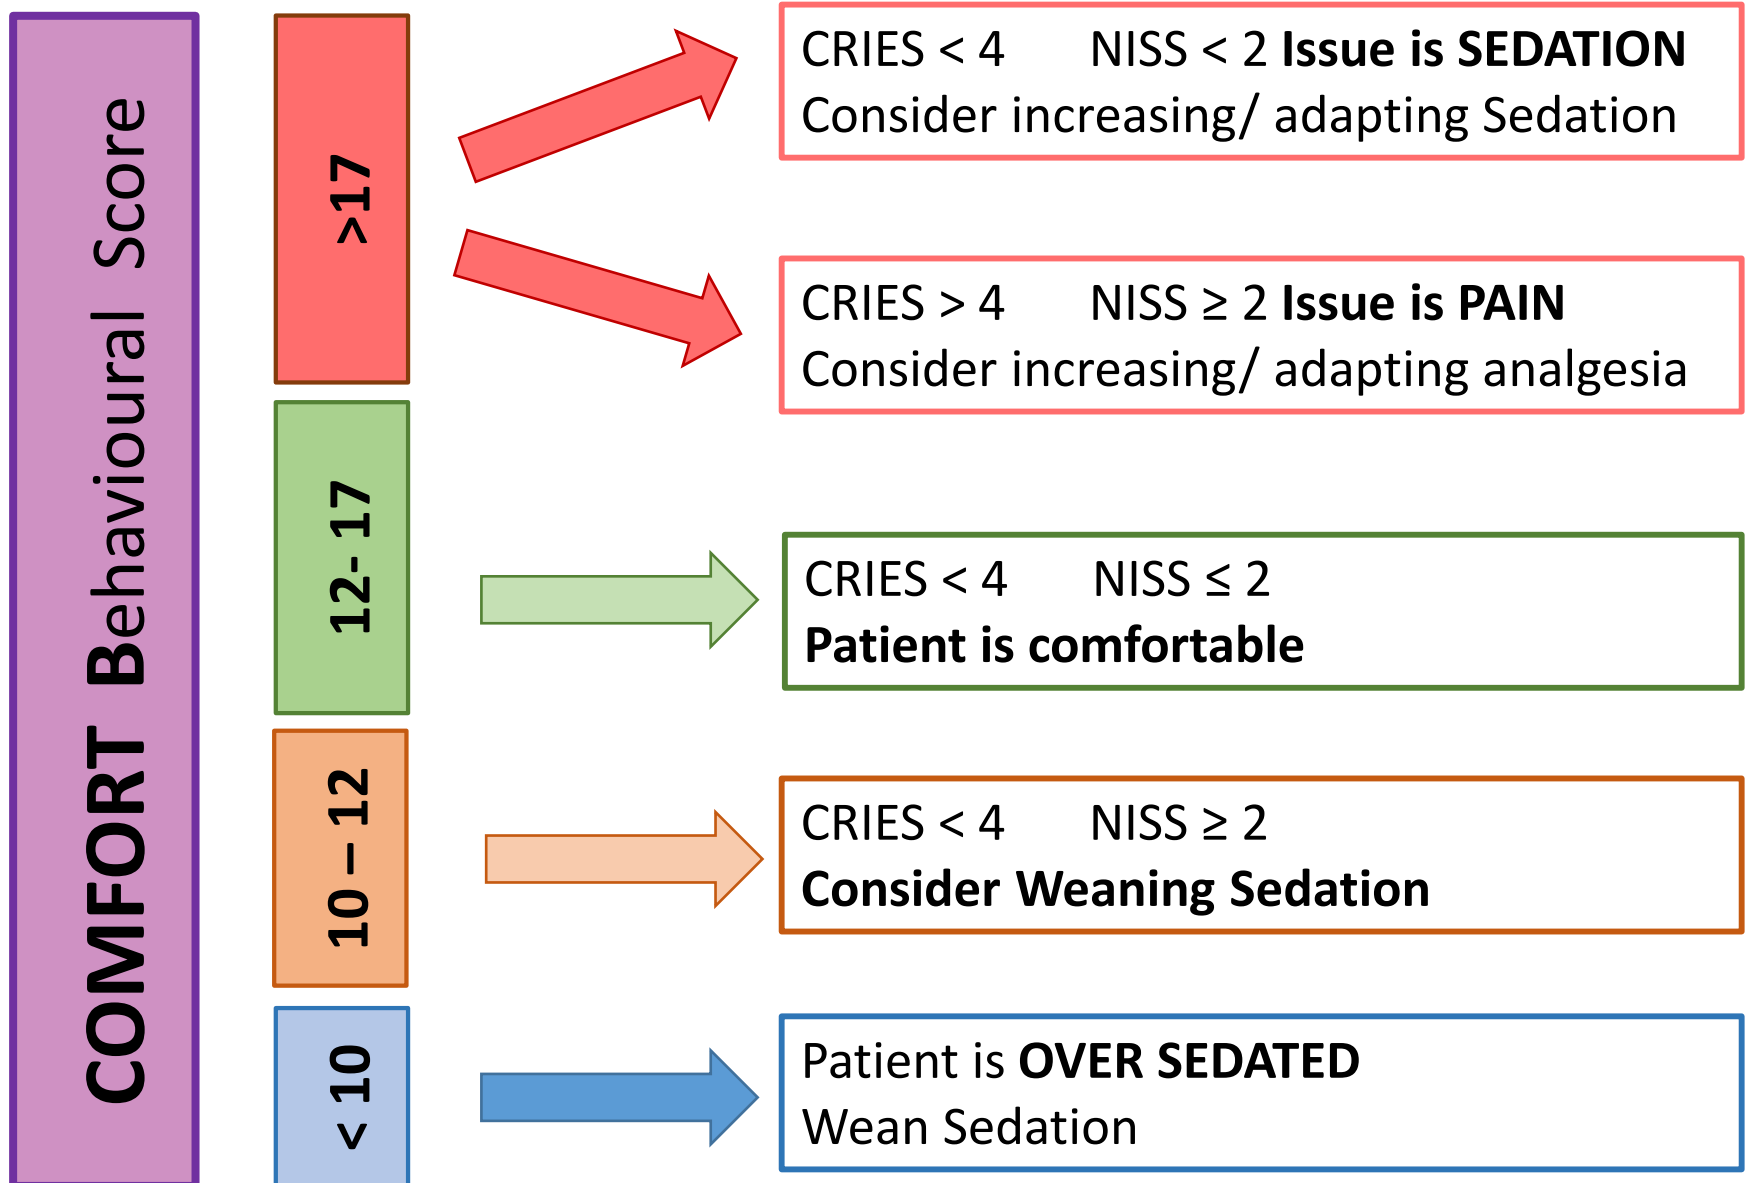 COMFORT Behavioural Score
>17
CRIES < 4 NISS < 2 Issue is SEDATION
Consider increasing/ adapting Sedation
CRIES > 4 NISS ≥ 2 Issue is PAIN
Consider increasing/ adapting analgesia
12- 17
CRIES < 4 NISS ≤ 2
Patient is comfortable
10 – 12
CRIES < 4 NISS ≥ 2
Consider Weaning Sedation
< 10
Patient is OVER SEDATED
Wean Sedation